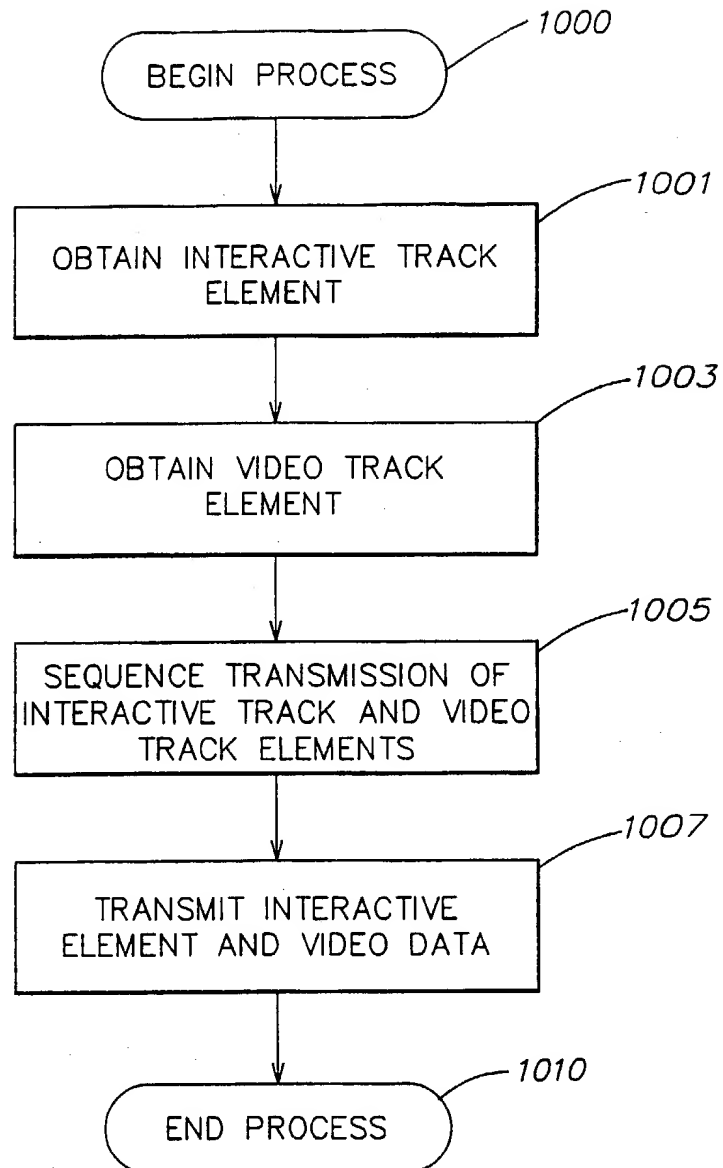 1000
BEGIN PROCESS
1001
OBTAIN INTERACTIVE TRACK
ELEMENT
1003
OBTAIN VIDEO TRACK
ELEMENT
1005
SEQUENCE TRANSMISSION OF
INTERACTIVE TRACK AND VIDEO
TRACK ELEMENTS
1007
TRANSMIT INTERACTIVE
ELEMENT AND VIDEO DATA
1010
END PROCESS